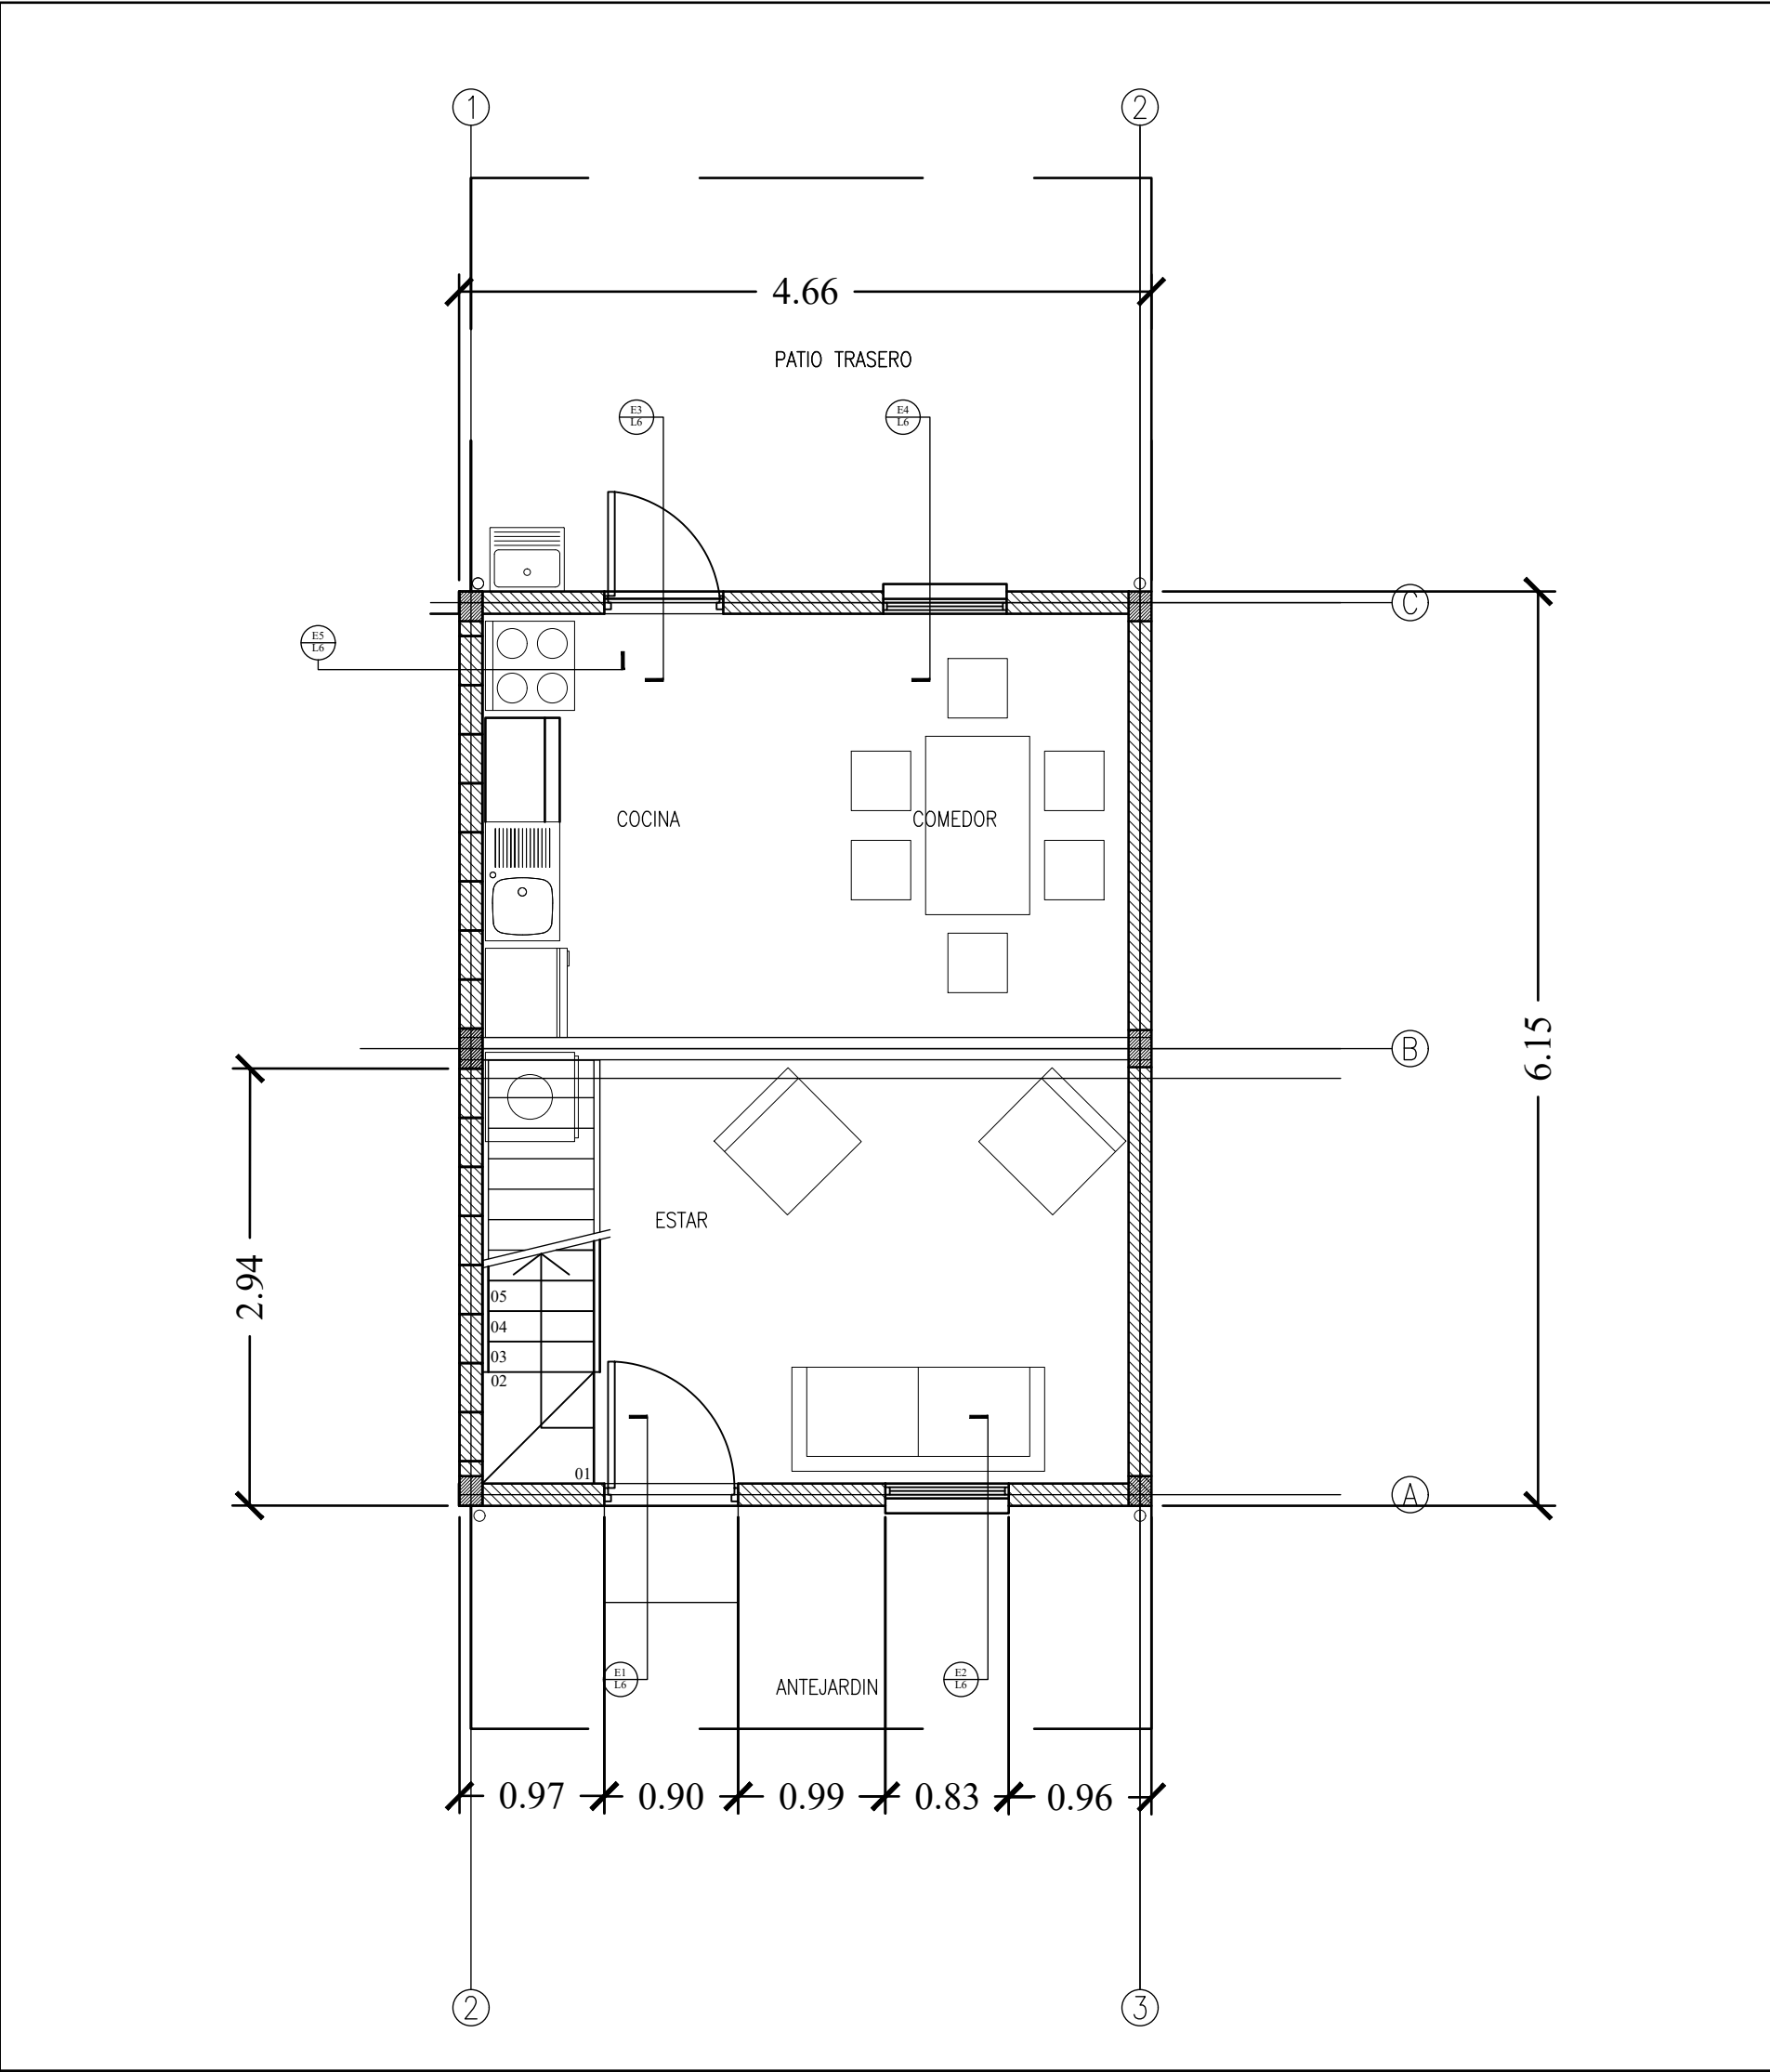 1
2
4.66
PATIO TRASERO
E3
L6
E4
L6
C
E5
L6
COCINA
COMEDOR
B
6.15
2.94
ESTAR
05
04
03
02
01
A
E1
L6
E2
L6
ANTEJARDIN
0.97
0.90
0.99
0.83
0.96
2
3